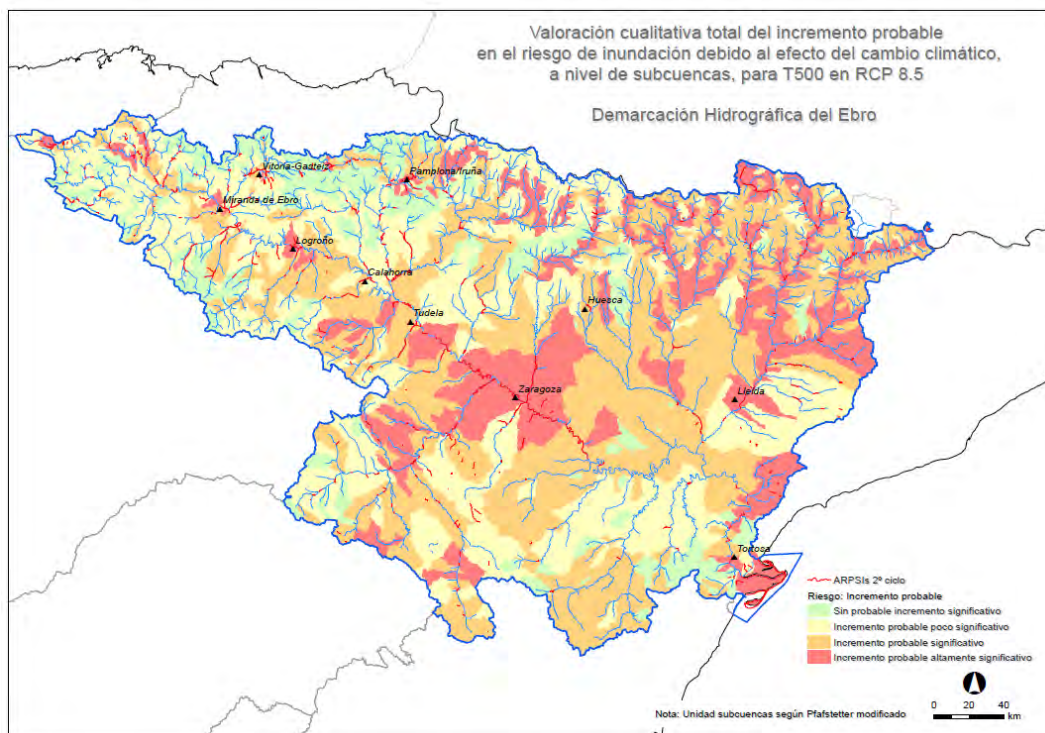 Valoración cualitativa total del incremento probable
en el riesgo de inundación debido al efecto del cambio climático,
a nivel de subcuencas, para T500 en RCP 8.5
Demarcación Hidrográfica del Ebro
Vitoria-Gasteiz
Pamplona/Iruña
Miranda de Ebro
Logroño
Calahorra
Huesca
Tudela
Zaragoza
Lleida
Tortosa
ARPSIs 2º ciclo
Riesgo: Incremento probable
Sin probable incremento significativo
Incremento probable poco significativo
Incremento probable significativo
Incremento probable altamente significativo
Nota: Unidad subcuencas según Pfafstetter modificado
0 20 40
km